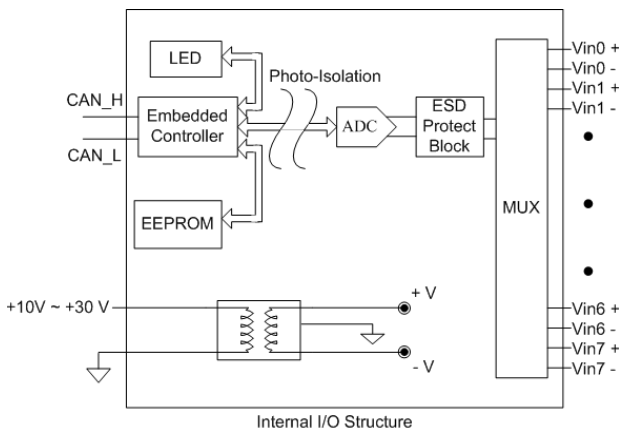 LED
Photo-Isolation
CAN_H
Embedded
Controller
CAN_L
ADC
ESD
Protect
Block
EEPROM
MUX
Vin0 +
Vin0 -
Vin1 +
Vin1 -
Vin6 +
Vin6 -
Vin7 +
Vin7 -
+10V ~ +30 V
+ V
- V
Internal I/O Structure